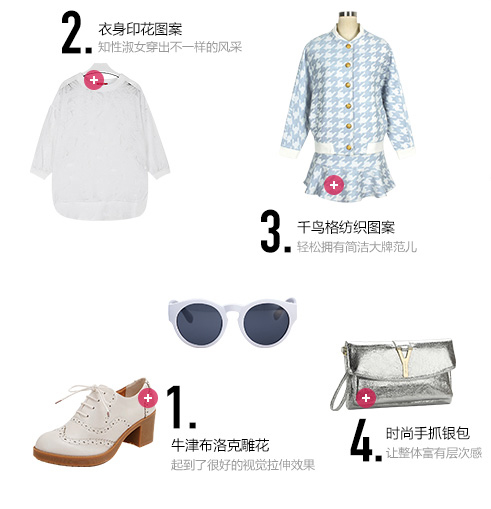 2.
衣身印花图案
知性淑女穿出不一样的风采
3.
千鸟格纺织图案
轻松拥有简洁大牌范儿
1.
牛津布洛克雕花
起到了很好的视觉拉伸效果
4.
时尚手抓银包
让整体富有层次感